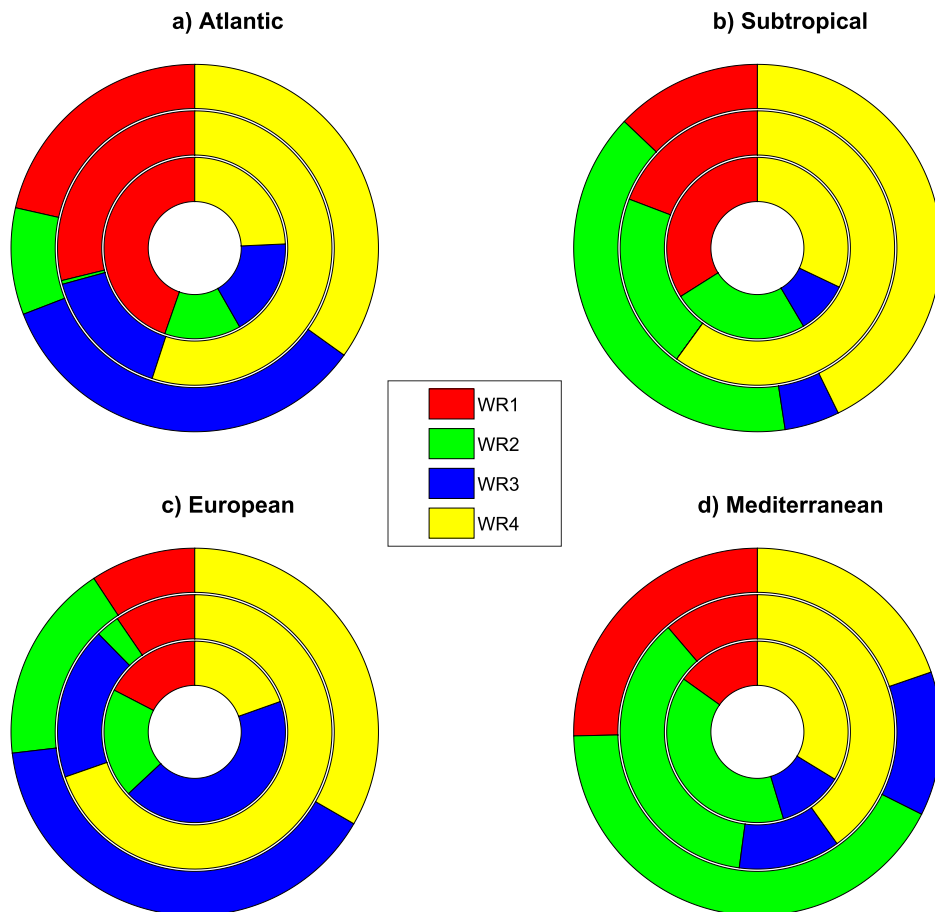 a) Atlantic
b) Subtropical
WR1
WR2
WR3
WR4
c) European
d) Mediterranean